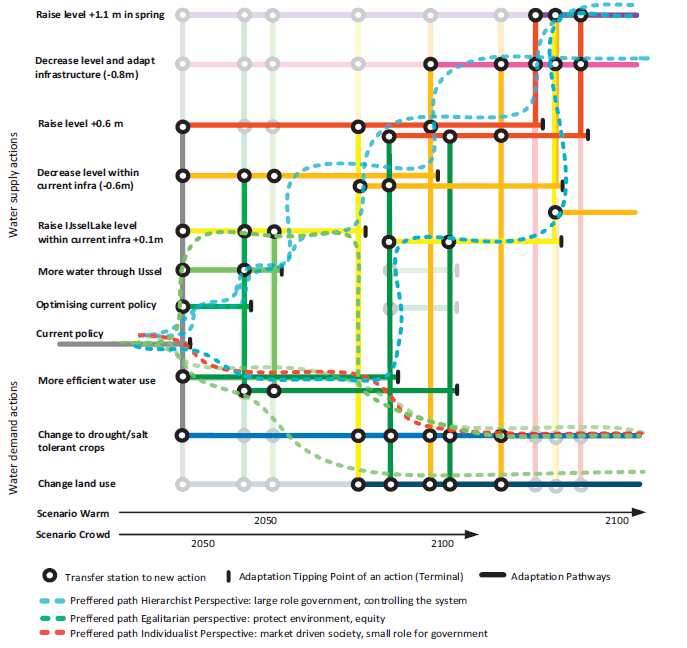 Raise level +1.1 m in spring
Decrease level and adapt
infrastructure (-0.8m)
Raise level +0.6 m
Water supply actions
Decrease level within
current infra (-0.6m)
Raise IJsselLake level
within current infra +0.1m
More water through IJssel
Optimising current policy
Current policy
More efficient water use
Water demand actions
Change to drought/salt
tolerant crops
Change land use
Scenario Warm
2050
2100
Scenario Crowd
2050
2100
Transfer station to new action
Adaptation Tipping Point of an action (Terminal)
Adaptation Pathways
Preffered path Hierarchist Perspective: large role government, controlling the system
Preffered path Egalitarian perspective: protect environment, equity
Preffered path Individualist Perspective: market driven society, small role for government